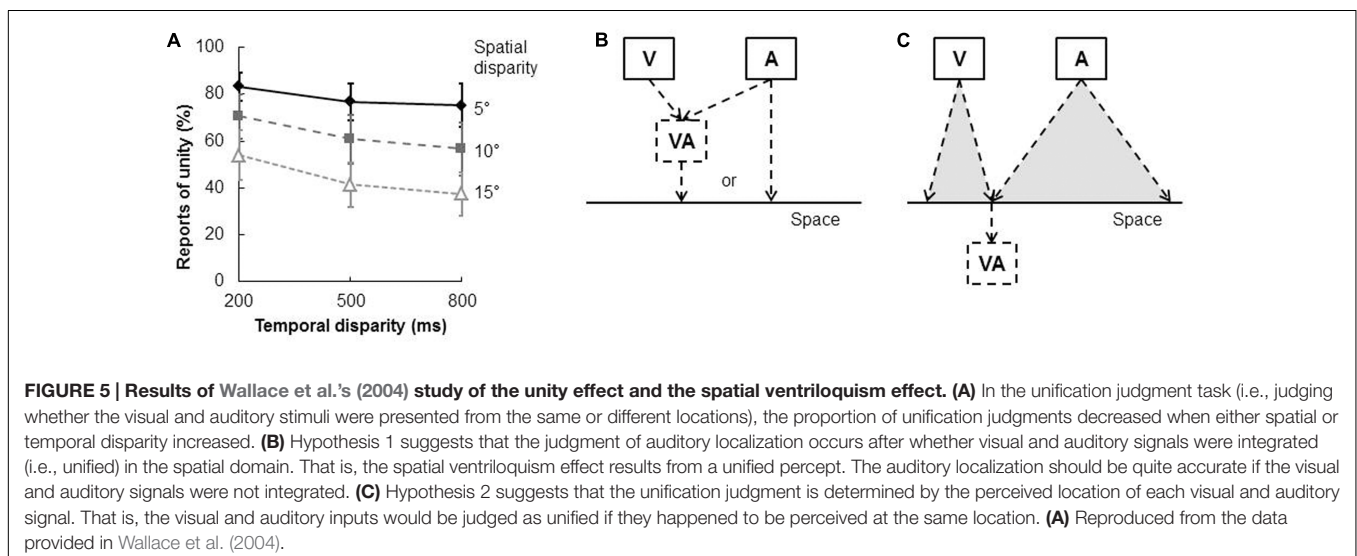 A
100
80
60
40
20
0
Reports of unity (%)
200 500 800
Temporal disparity (ms)
Spatial
disparity
5°
10°
15°
B
V A
VA
or
Space
C
V A
Space
VA
FIGURE 5 | Results of Wallace et al.'s (2004) study of the unity effect and the spatial ventriloquism effect. (A) In the unification judgment task (i.e., judging
whether the visual and auditory stimuli were presented from the same or different locations), the proportion of unification judgments decreased when either spatial or
temporal disparity increased. (B) Hypothesis 1 suggests that the judgment of auditory localization occurs after whether visual and auditory signals were integrated
(i.e., unified) in the spatial domain. That is, the spatial ventriloquism effect results from a unified percept. The auditory localization should be quite accurate if the visual
and auditory signals were not integrated. (C) Hypothesis 2 suggests that the unification judgment is determined by the perceived location of each visual and auditory
signal. That is, the visual and auditory inputs would be judged as unified if they happened to be perceived at the same location. (A) Reproduced from the data
provided in Wallace et al. (2004).